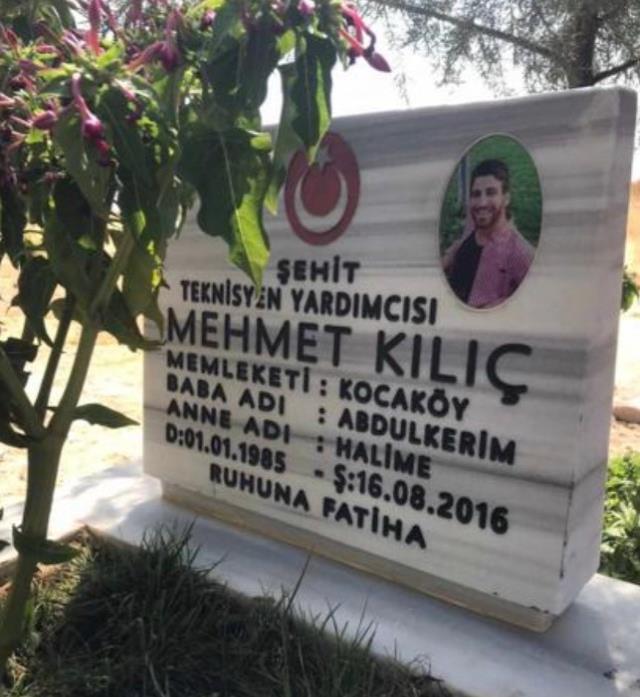 ŞEHİT
TEKNİSYEN YARDIMCISI
MEHMET KILIÇ
MEMLEKETİ : KOCAKÖY
BABA ADI : ABDULKERİM
ANNE ADI : HALİME
D:01.01.1985 - Ş:16.08.2016
RUHUNA FATİHA